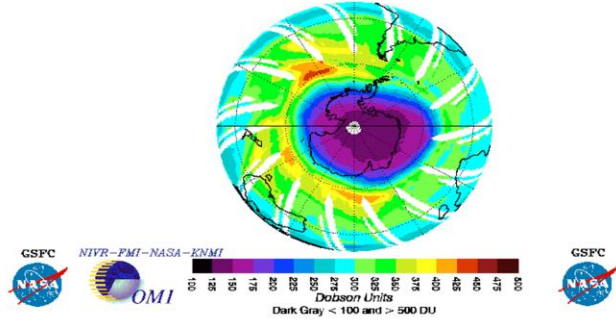 GSFC
NASA
NIVR-FMI-NASA-KNMI
OMI
100 125 150 175 200 225 250 275 300 325 350 375 400 425 450 475 500
Dobson Units
Dark Gray < 100 and > 500 DU
GSFC
NASA